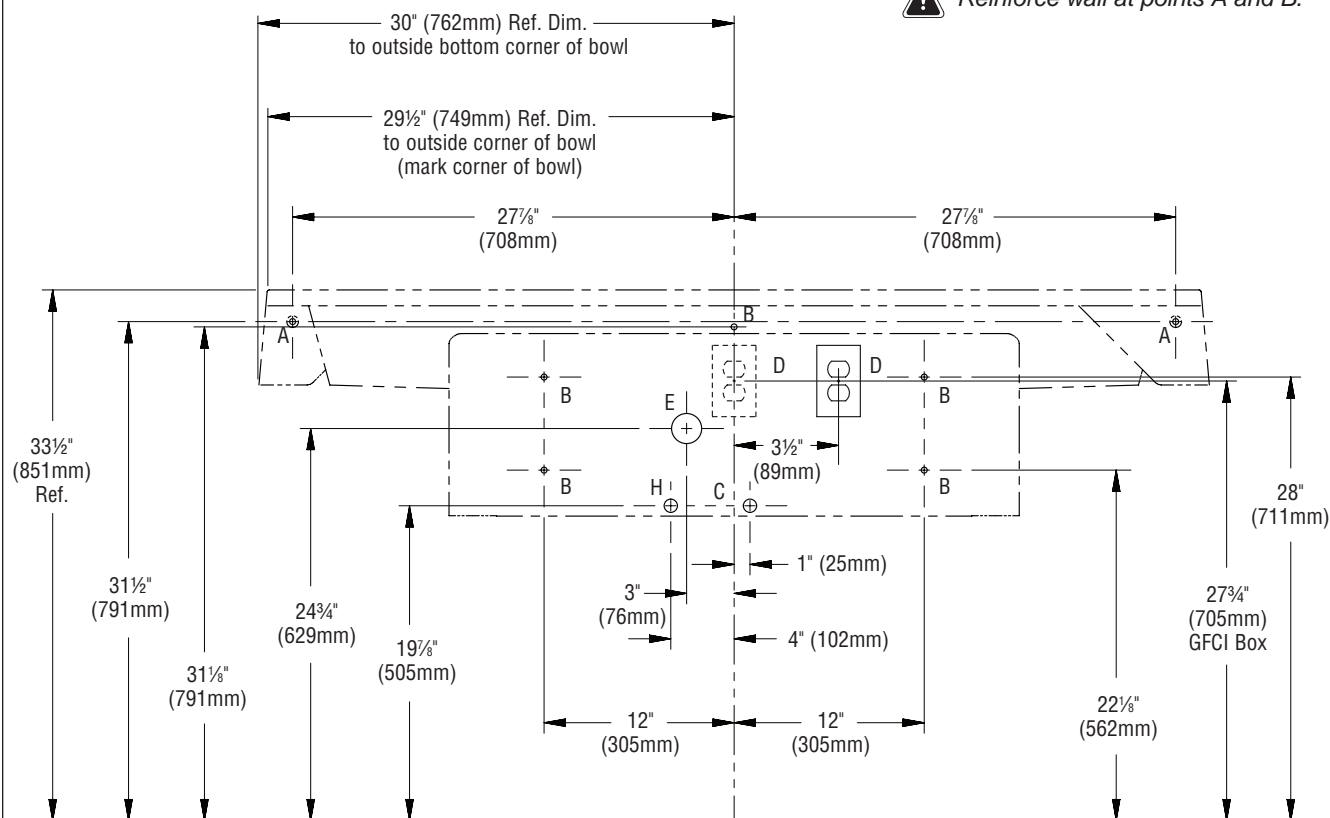 Reinforce wall at points A and B.
30" (762mm) Ref. Dim.
to outside bottom corner of bowl
29½" (749mm) Ref. Dim.
to outside corner of bowl
(mark corner of bowl)
27⅞"
(708mm)
27⅞"
(708mm)
A
B
A
D
D
B
B
E
33½"
(851mm)
Ref.
3½"
(89mm)
B
B
H
C
28"
(711mm)
1" (25mm)
31½"
(791mm)
24¾"
(629mm)
3"
(76mm)
27¾"
(705mm)
GFCI Box
19⅞"
(505mm)
4" (102mm)
31⅛"
(791mm)
22⅛"
(562mm)
12"
(305mm)
12"
(305mm)